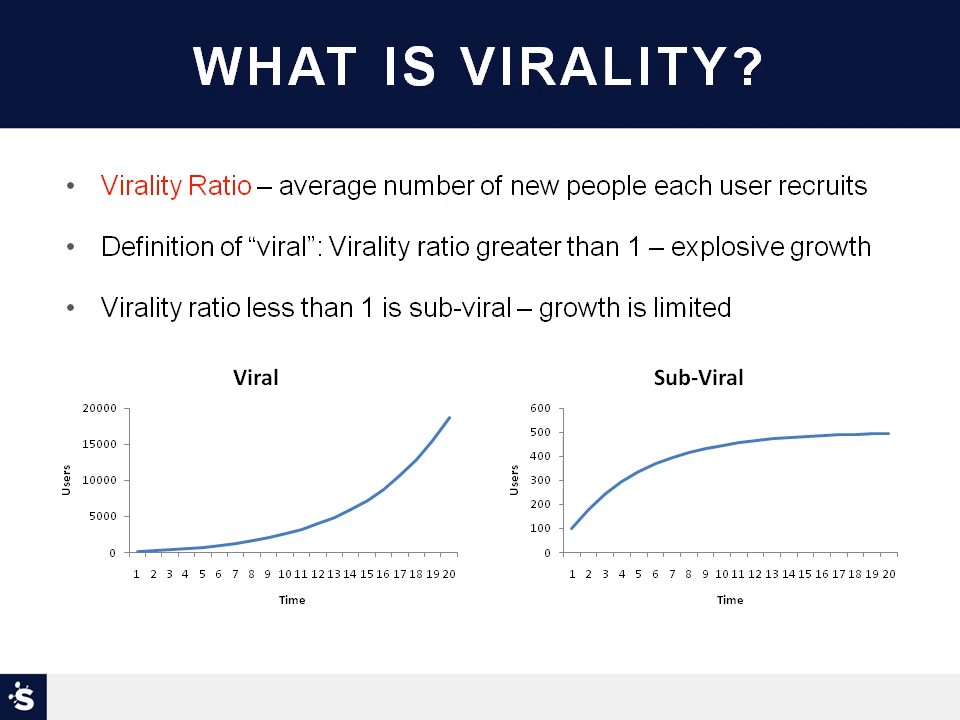 WHAT IS VIRALITY?
• Virality Ratio – average number of new people each user recruits
• Definition of “viral”: Virality ratio greater than 1 – explosive growth
• Virality ratio less than 1 is sub-viral – growth is limited
Viral
20000
15000
10000
5000
0
Users
1 2 3 4 5 6 7 8 9 10 11 12 13 14 15 16 17 18 19 20
Time
Sub-Viral
600
500
400
300
200
100
0
Users
1 2 3 4 5 6 7 8 9 10 11 12 13 14 15 16 17 18 19 20
Time
S